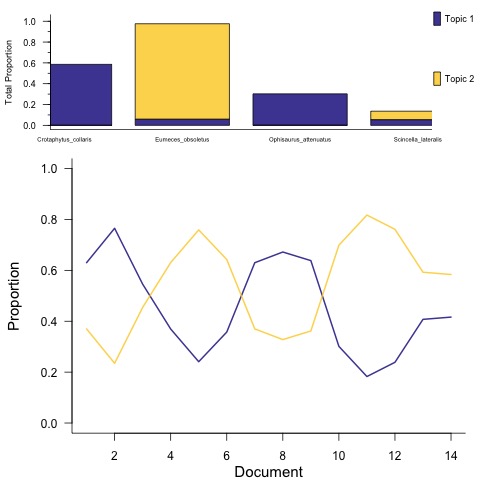 1.0
0.8
0.6
0.4
0.2
0.0
Total Proportion
Topic 1
Topic 2
Crotaphytus_collaris Eumeces_obsoletus Ophisaurus_attenuatus Scincella_lateralis
1.0
0.8
0.6
0.4
0.2
0.0
Proportion
2 4 6 8 10 12 14
Document